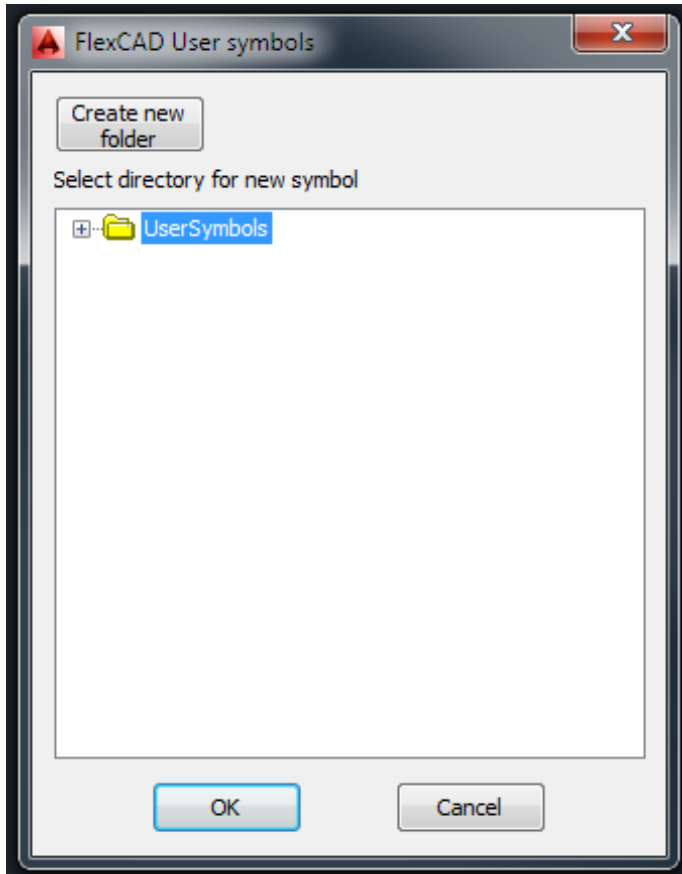 FlexCAD User symbols
Create new
folder
Select directory for new symbol
UserSymbols
OK
Cancel